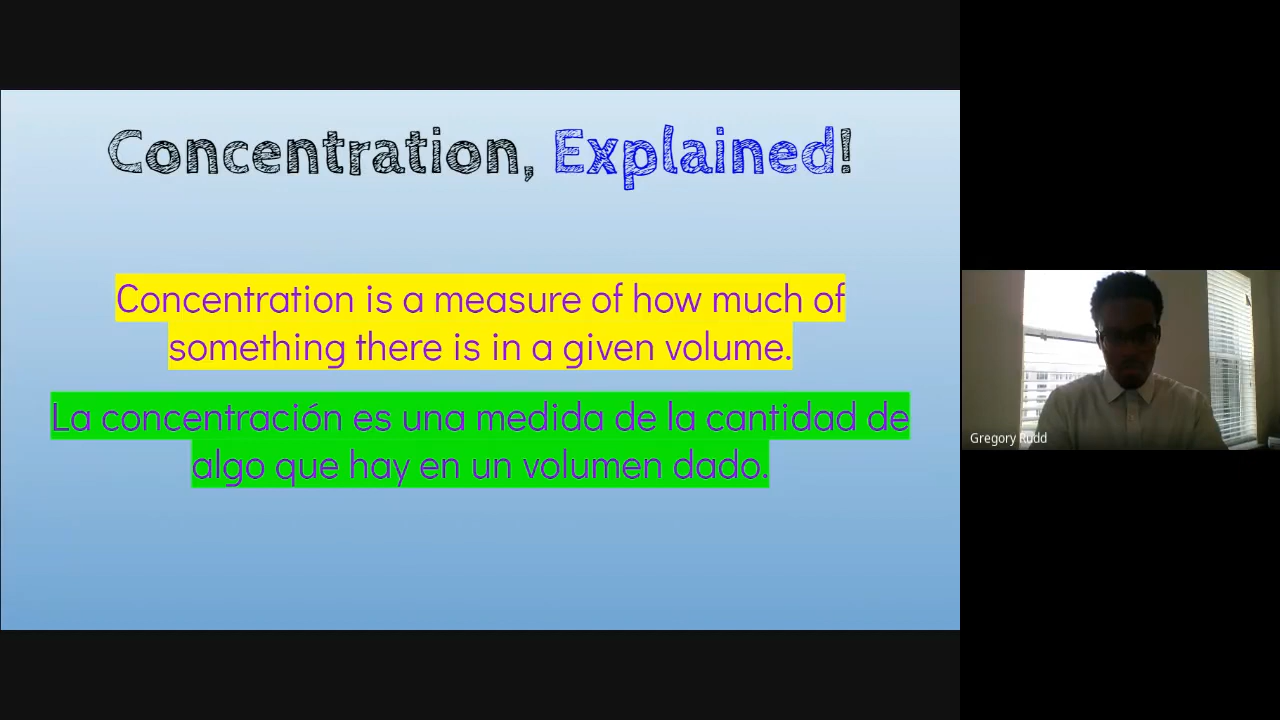 Concentration, Explained!
Concentration is a measure of how much of
something there is in a given volume.
La concentración es una medida de la cantidad de
algo que hay en un volumen dado.
Gregory Rudd